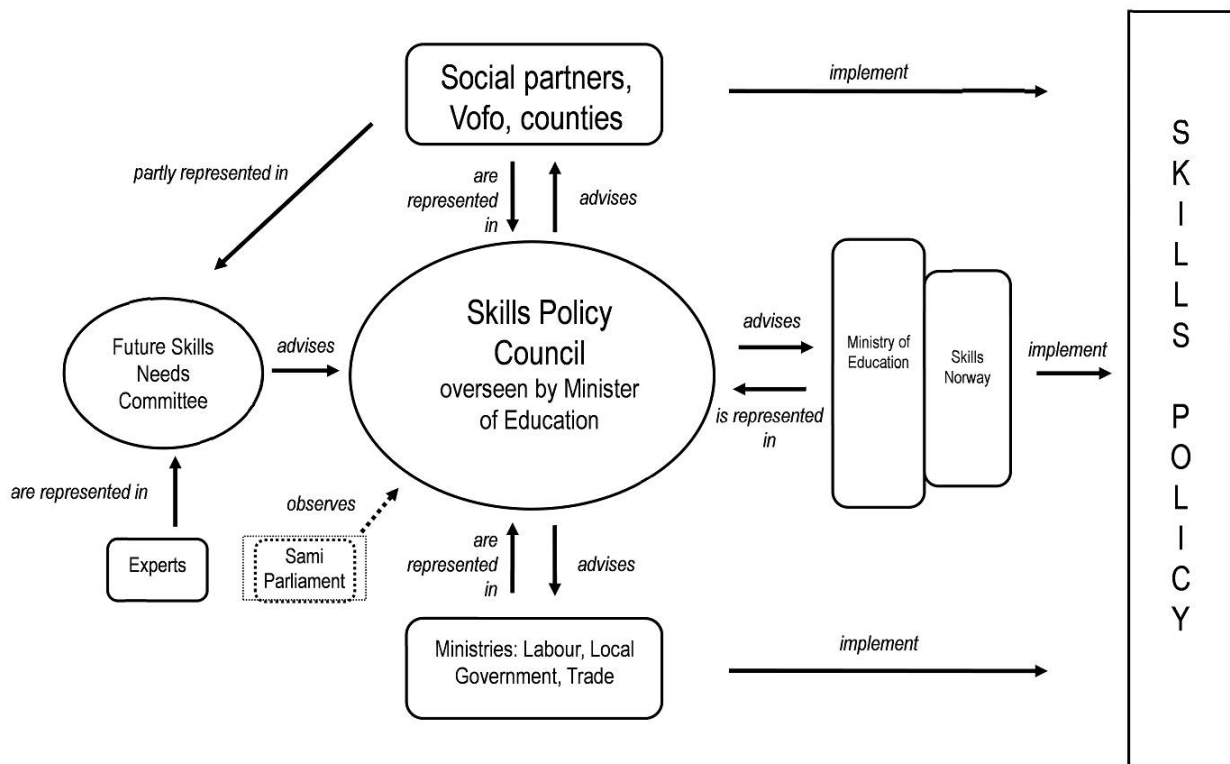 Social partners,
Vofo, counties
implement
partly represented in
are
represented
in
advises
Skills Policy
Council
overseen by Minister
of Education
Future Skills
Needs
Committee
advises
advises
is represented
in
Ministry of
Education
Skills
Norway
implement
are represented in
Experts
observes
Sami
Parliament
are
represented
in
advises
Ministries: Labour, Local
Government, Trade
implement
S
K
I
L
L
S
P
O
L
I
C
Y